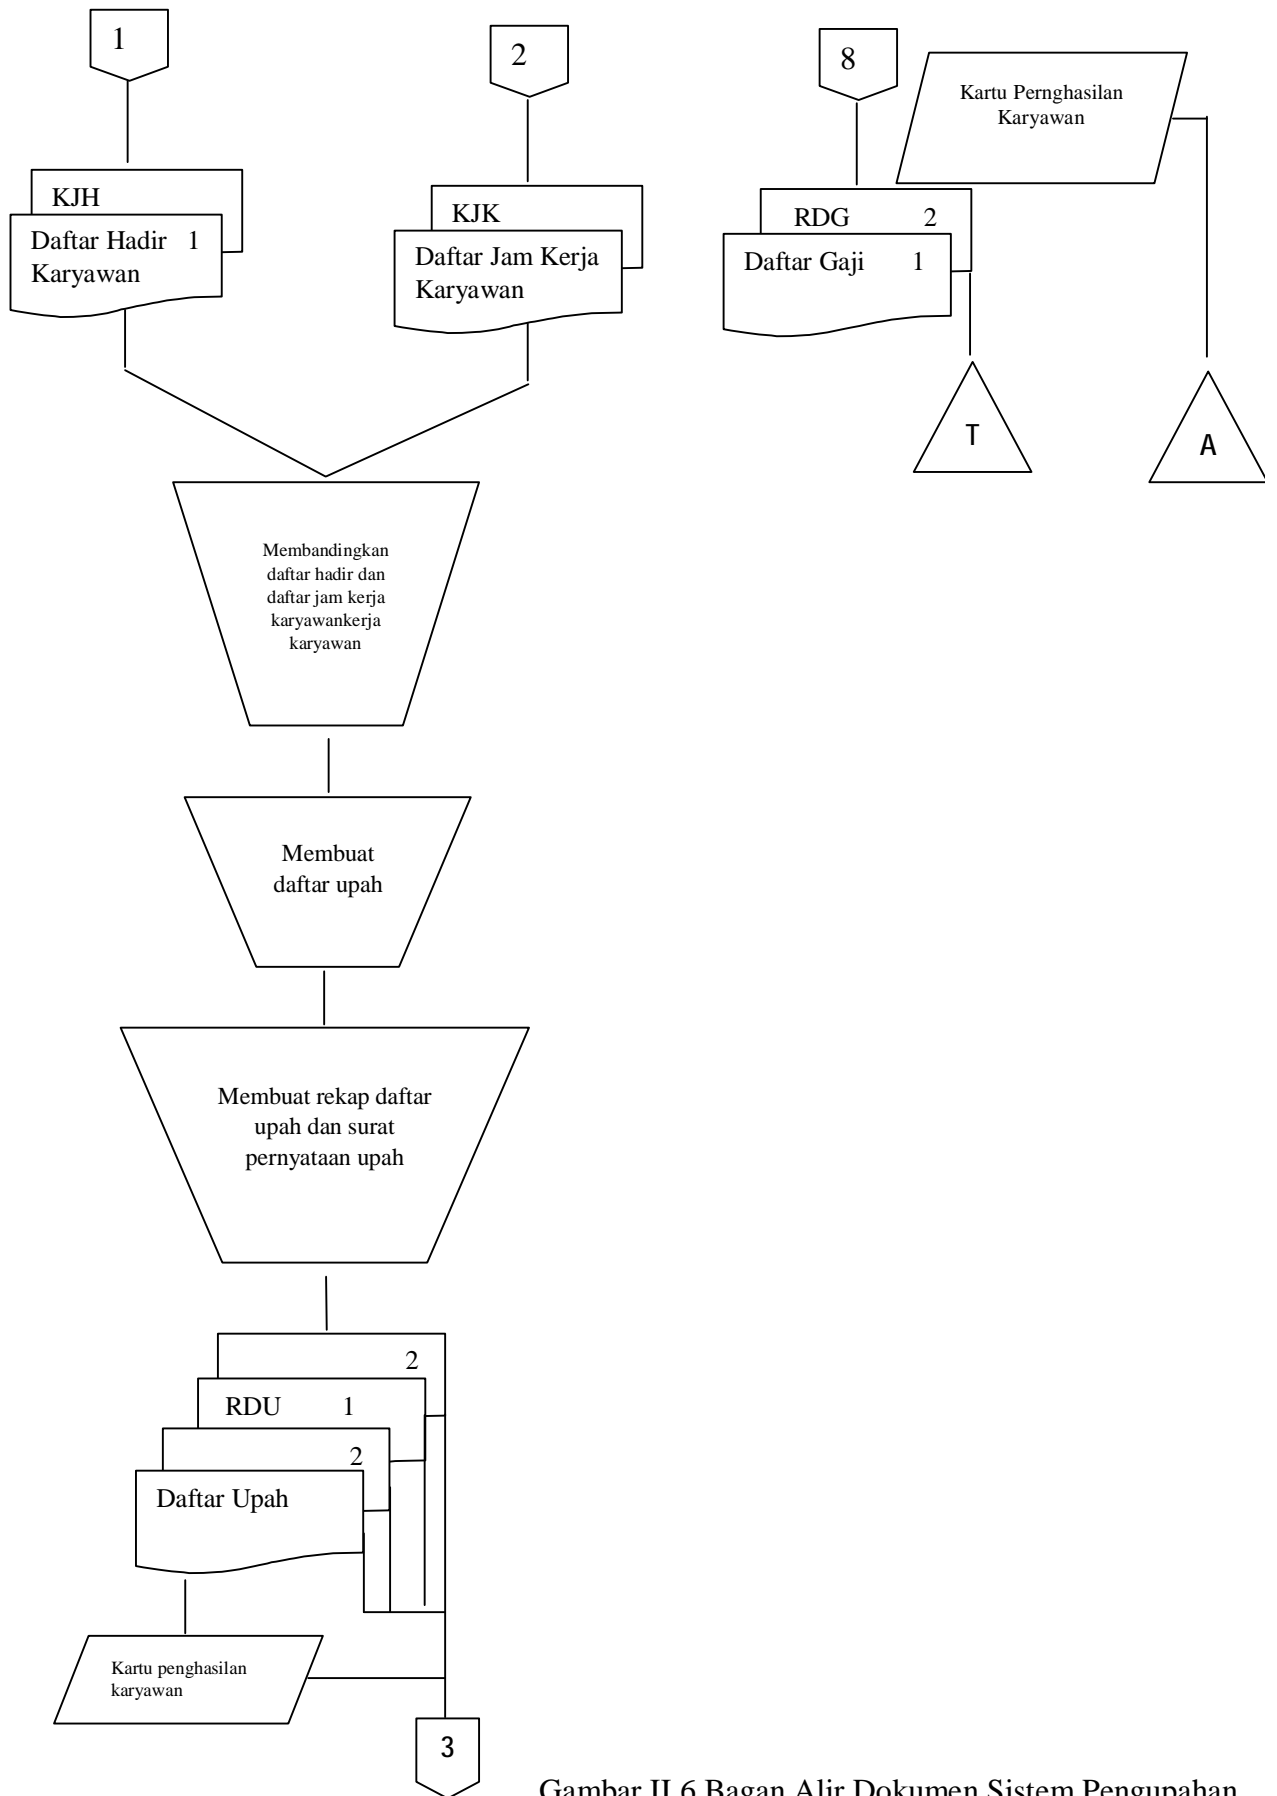 1
2
8
Kartu Pernghasilan
Karyawan
KJH
Daftar Hadir 1
Karyawan
KJK
Daftar Jam Kerja
Karyawan
RDG 2
Daftar Gaji 1
T
A
Membandingkan
daftar hadir dan
daftar jam kerja
karyawankerja
karyawan
Membuat
daftar upah
Membuat rekap daftar
upah dan surat
pernyataan upah
2
RDU 1
2
Daftar Upah
Kartu penghasilan
karyawan
3
Gambar II.6 Bagan Alir Dokumen Sistem Pengupahan